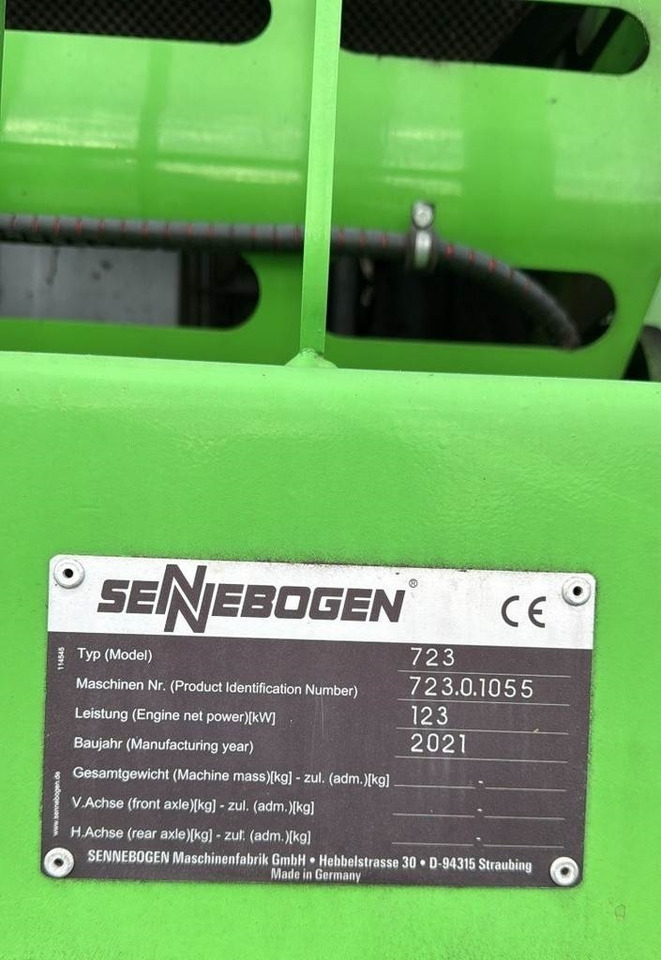 SENNEBOGEN®
CE
Typ (Model) 723
Maschinen Nr. (Product Identification Number) 723.0.1055
Leistung (Engine net power)[kW] 123
Baujahr (Manufacturing year) 2021
Gesamtgewicht (Machine mass)[kg] - zul. (adm.)[kg] -
V.Achse (front axle)[kg] - zul. (adm.)[kg] -
H.Achse (rear axle)[kg] - zul. (adm.)[kg] -
SENNEBOGEN Maschinenfabrik GmbH • Hebbelstrasse 30 • D-94315 Straubing
Made in Germany
114545
www.sennebogen.de